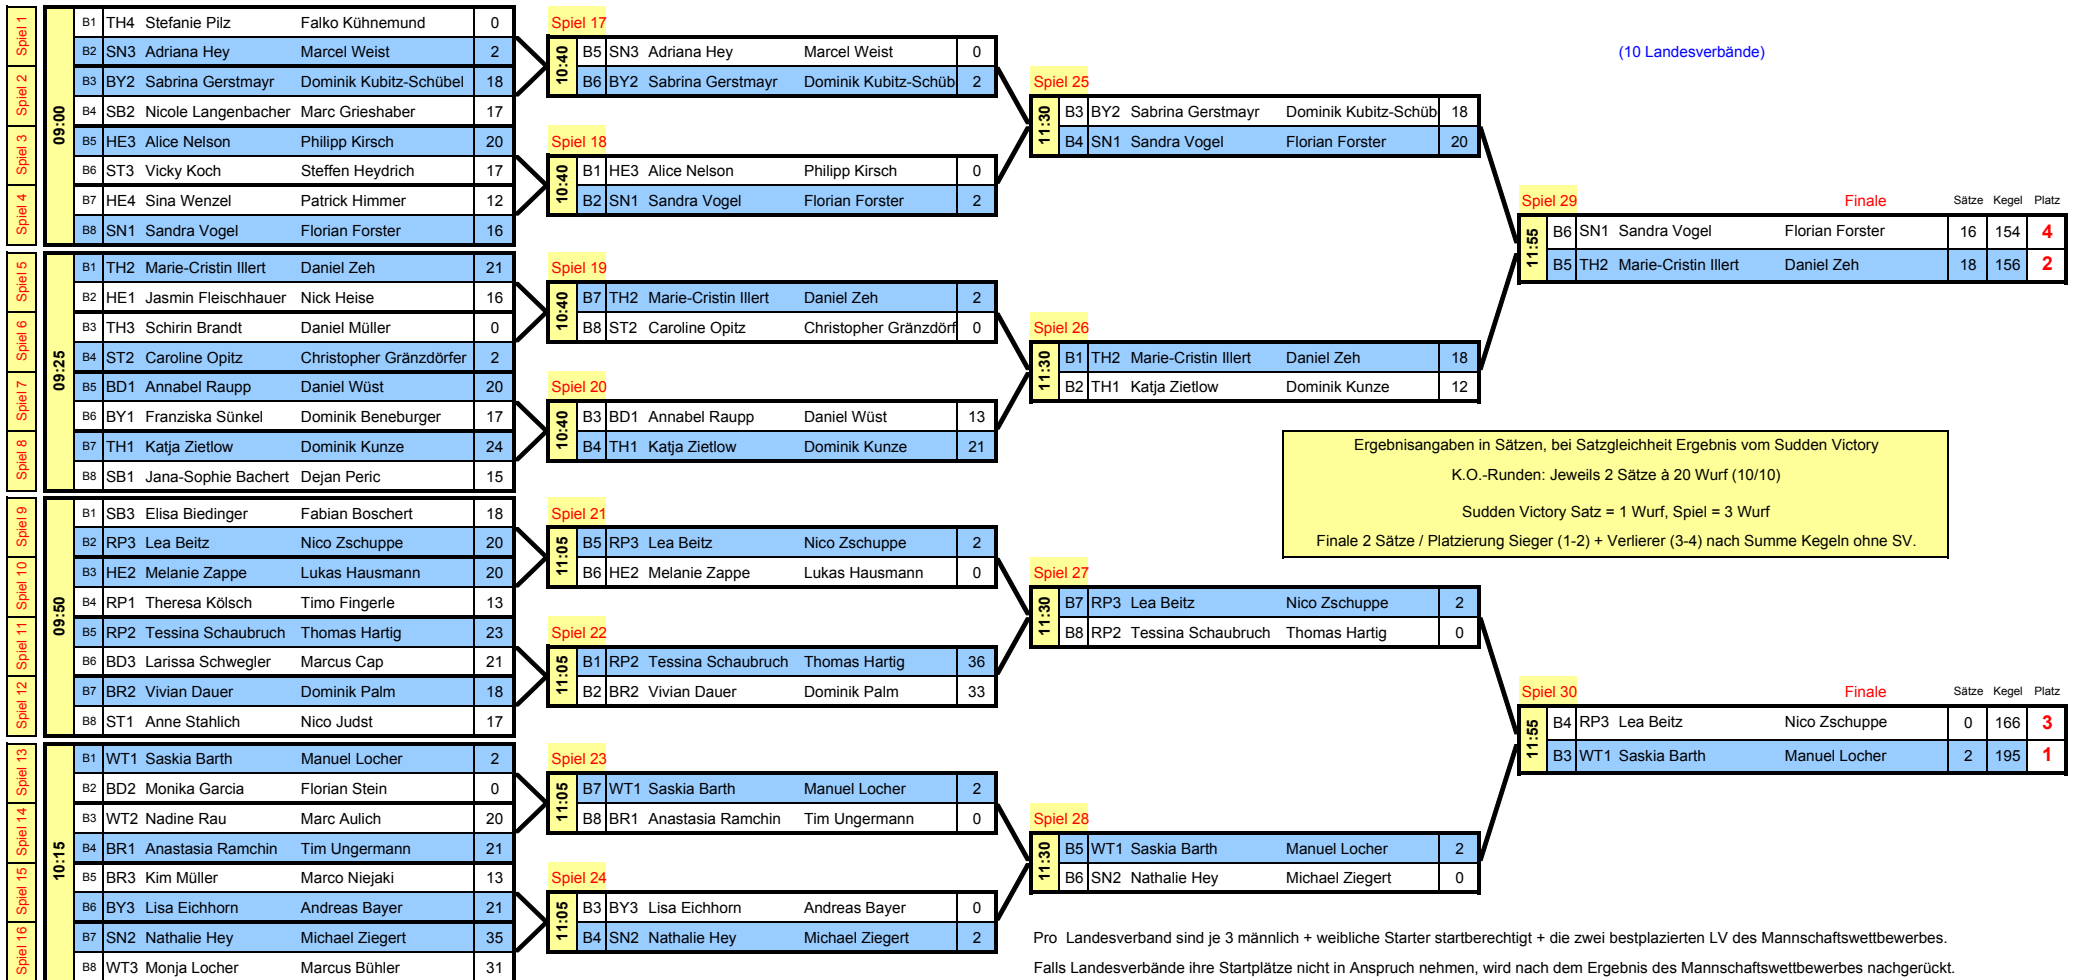 Spiel 1
Spiel 2
Spiel 3
Spiel 4
09:00
B1 TH4 Stefanie Pilz Falko Kühnemund 0
B2 SN3 Adriana Hey Marcel Weist 2
B3 BY2 Sabrina Gerstmayr Dominik Kubitz-Schübel 18
B4 SB2 Nicole Langenbacher Marc Grieshaber 17
B5 HE3 Alice Nelson Philipp Kirsch 20
B6 ST3 Vicky Koch Steffen Heydrich 17
B7 HE4 Sina Wenzel Patrick Himmer 12
B8 SN1 Sandra Vogel Florian Forster 16
Spiel 5
Spiel 6
Spiel 7
Spiel 8
09:25
B1 TH2 Marie-Cristin Illert Daniel Zeh 21
B2 HE1 Jasmin Fleischhauer Nick Heise 16
B3 TH3 Schirin Brandt Daniel Müller 0
B4 ST2 Caroline Opitz Christopher Gränzdörfer 2
B5 BD1 Annabel Raupp Daniel Wüst 20
B6 BY1 Franziska Sünkel Dominik Beneburger 17
B7 TH1 Katja Zietlow Dominik Kunze 24
B8 SB1 Jana-Sophie Bachert Dejan Peric 15
Spiel 9
Spiel 10
Spiel 11
Spiel 12
09:50
B1 SB3 Elisa Biedinger Fabian Boschert 18
B2 RP3 Lea Beitz Nico Zschuppe 20
B3 HE2 Melanie Zappe Lukas Hausmann 20
B4 RP1 Theresa Kölsch Timo Fingerle 13
B5 RP2 Tessina Schaubruch Thomas Hartig 23
B6 BD3 Larissa Schwegler Marcus Cap 21
B7 BR2 Vivian Dauer Dominik Palm 18
B8 ST1 Anne Stahlich Nico Judst 17
Spiel 13
Spiel 14
Spiel 15
Spiel 16
10:15
B1 WT1 Saskia Barth Manuel Locher 2
B2 BD2 Monika Garcia Florian Stein 0
B3 WT2 Nadine Rau Marc Aulich 20
B4 BR1 Anastasia Ramchin Tim Ungermann 21
B5 BR3 Kim Müller Marco Niejaki 13
B6 BY3 Lisa Eichhorn Andreas Bayer 21
B7 SN2 Nathalie Hey Michael Ziegert 35
B8 WT3 Monja Locher Marcus Bühler 31
Spiel 17
10:40
B5 SN3 Adriana Hey Marcel Weist 0
B6 BY2 Sabrina Gerstmayr Dominik Kubitz-Schüb 2
Spiel 18
10:40
B1 HE3 Alice Nelson Philipp Kirsch 0
B2 SN1 Sandra Vogel Florian Forster 2
Spiel 19
10:40
B7 TH2 Marie-Cristin Illert Daniel Zeh 2
B8 ST2 Caroline Opitz Christopher Gränzdörf 0
Spiel 20
10:40
B3 BD1 Annabel Raupp Daniel Wüst 13
B4 TH1 Katja Zietlow Dominik Kunze 21
Spiel 21
11:05
B5 RP3 Lea Beitz Nico Zschuppe 2
B6 HE2 Melanie Zappe Lukas Hausmann 0
Spiel 22
11:05
B1 RP2 Tessina Schaubruch Thomas Hartig 36
B2 BR2 Vivian Dauer Dominik Palm 33
Spiel 23
11:05
B7 WT1 Saskia Barth Manuel Locher 2
B8 BR1 Anastasia Ramchin Tim Ungermann 0
Spiel 24
11:05
B3 BY3 Lisa Eichhorn Andreas Bayer 0
B4 SN2 Nathalie Hey Michael Ziegert 2
Spiel 25
11:30
B3 BY2 Sabrina Gerstmayr Dominik Kubitz-Schüb 18
B4 SN1 Sandra Vogel Florian Forster 20
Spiel 26
11:30
B1 TH2 Marie-Cristin Illert Daniel Zeh 18
B2 TH1 Katja Zietlow Dominik Kunze 12
Spiel 27
11:30
B7 RP3 Lea Beitz Nico Zschuppe 2
B8 RP2 Tessina Schaubruch Thomas Hartig 0
Spiel 28
11:30
B5 WT1 Saskia Barth Manuel Locher 2
B6 SN2 Nathalie Hey Michael Ziegert 0
(10 Landesverbände)
Spiel 29 Finale Sätze Kegel Platz
11:55
B6 SN1 Sandra Vogel Florian Forster 16 154 4
B5 TH2 Marie-Cristin Illert Daniel Zeh 18 156 2
Ergebnisangaben in Sätzen, bei Satzgleichheit Ergebnis vom Sudden Victory
K.O.-Runden: Jeweils 2 Sätze à 20 Wurf (10/10)
Sudden Victory Satz = 1 Wurf, Spiel = 3 Wurf
Finale 2 Sätze / Platzierung Sieger (1-2) + Verlierer (3-4) nach Summe Kegeln ohne SV.
Spiel 30 Finale Sätze Kegel Platz
11:55
B4 RP3 Lea Beitz Nico Zschuppe 0 166 3
B3 WT1 Saskia Barth Manuel Locher 2 195 1
Pro Landesverband sind je 3 männlich + weibliche Starter startberechtigt + die zwei bestplazierten LV des Mannschaftswettbewerbes.
Falls Landesverbände ihre Startplätze nicht in Anspruch nehmen, wird nach dem Ergebnis des Mannschaftswettbewerbes nachgerückt.